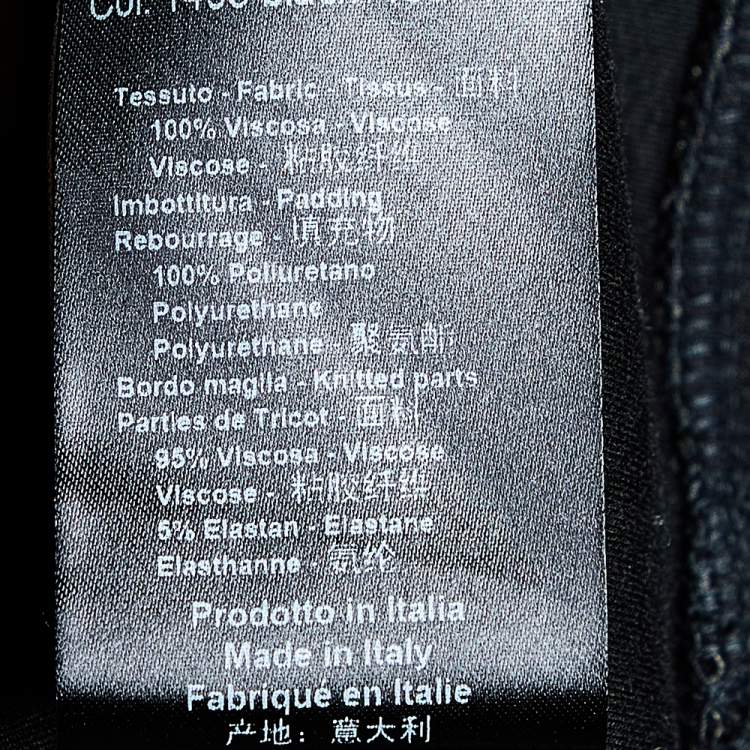 Col.
Tessuto - Fabric - Tissus - 面料
100% Viscosa - Viscose
Viscose - 粘胶纤维
Imbottitura - Padding
Rebourrage - 填充物
100% Poliuretano
Polyurethane
Polyurethane - 聚氨酯
Bordo maglia - Knitted parts
Parties de Tricot - 面料
95% Viscosa - Viscose
Viscose - 粘胶纤维
5% Elastan - Elastane
Elasthanne - 氨纶
Prodotto in Italia
Made in Italy
Fabriqué en Italie
产地：意大利